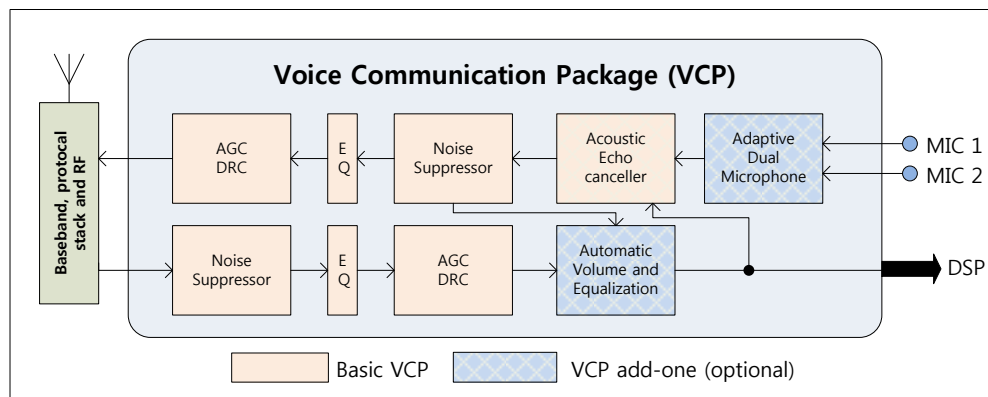 Voice Communication Package (VCP)
Baseband, protocal
stack and RF
AGC
DRC
E
Q
Noise
Suppressor
Acoustic
Echo
canceller
Adaptive
Dual
Microphone
MIC 1
MIC 2
Noise
Suppressor
E
Q
AGC
DRC
Automatic
Volume and
Equalization
DSP
Basic VCP
VCP add-one (optional)